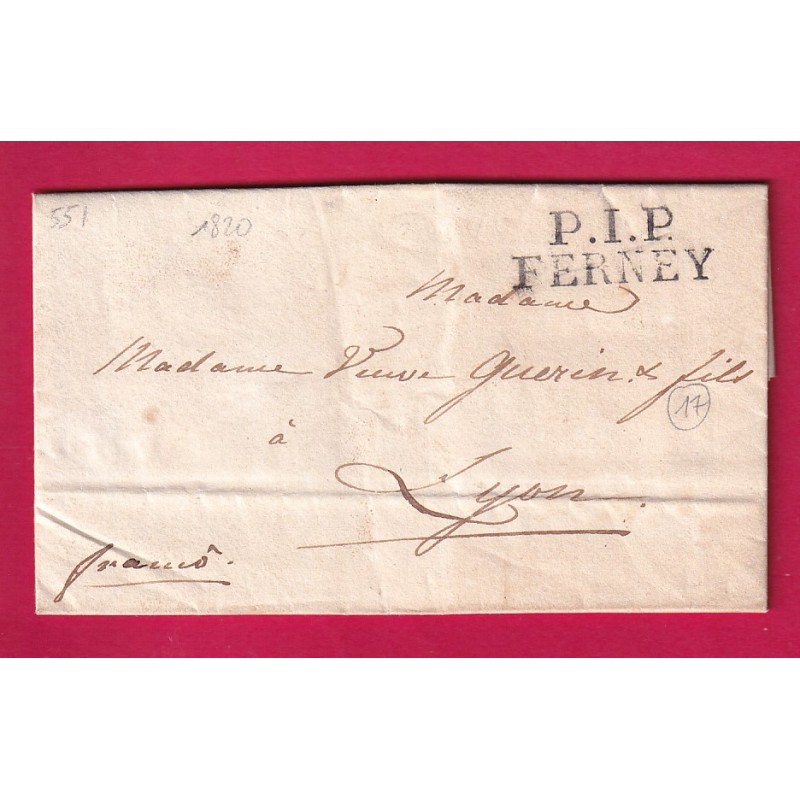 551
1820
P.I.P.
FERNEY
Madame
Madame Veuve Guerin & fils
17
à
Lyon.
franco.